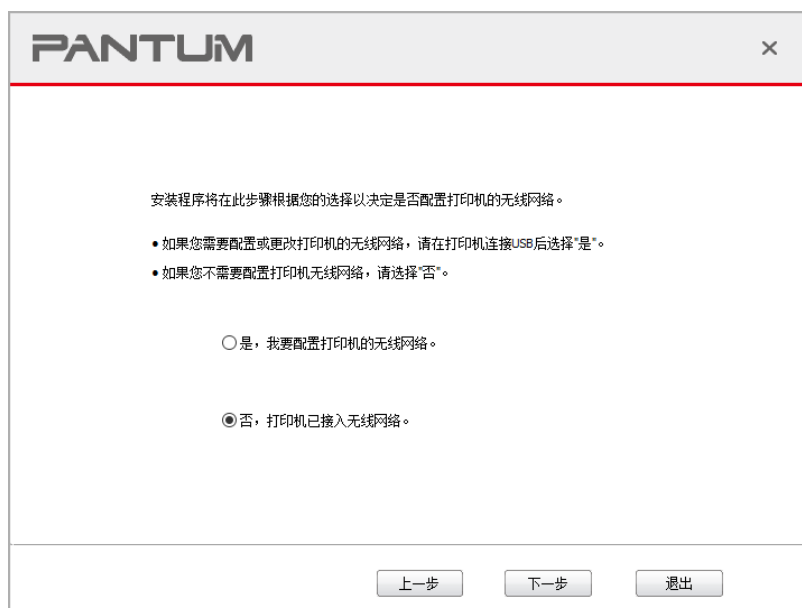 PANTUM
安装程序将在此步骤根据您的选择以决定是否配置打印机的无线网络。
• 如果您需要配置或更改打印机的无线网络，请在打印机连接USB后选择"是"。
• 如果您不需要配置打印机无线网络，请选择"否"。
是，我要配置打印机的无线网络。
否，打印机已接入无线网络。
上一步 下一步 退出